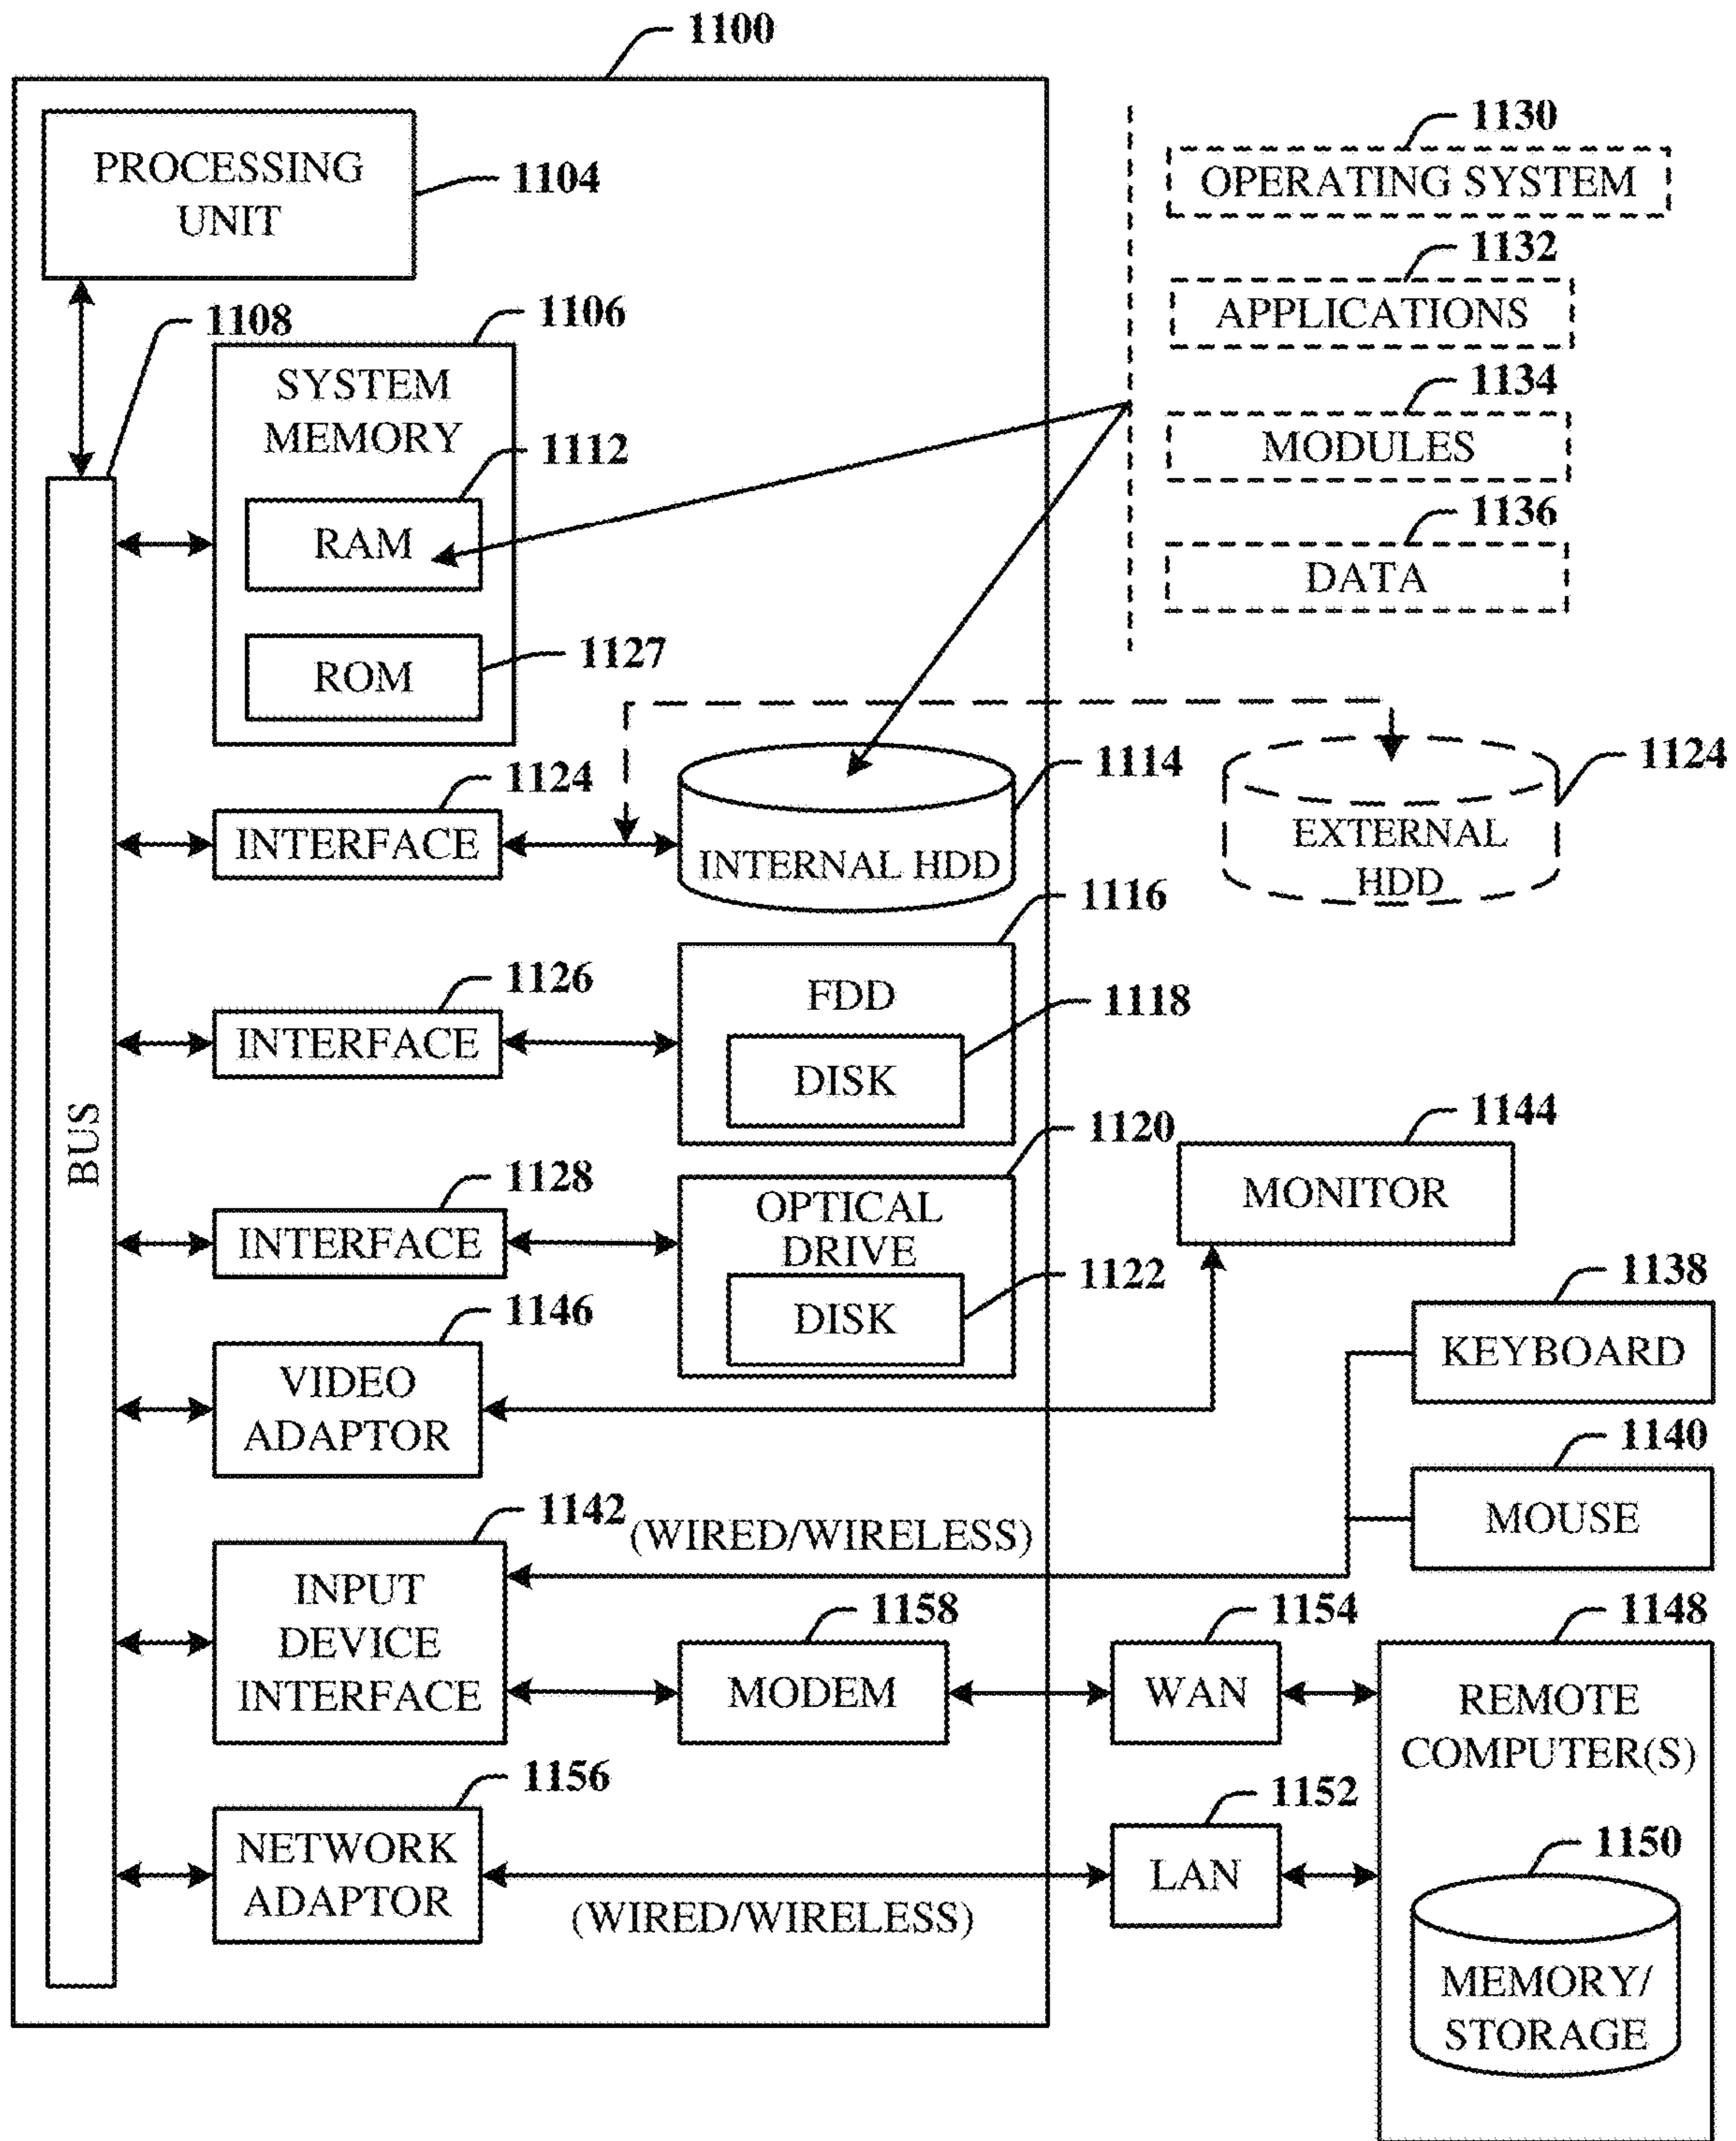 1100
PROCESSING
UNIT
1104
1130
OPERATING SYSTEM
1132
APPLICATIONS
1134
MODULES
1136
DATA
1108
1106
SYSTEM
MEMORY
1112
RAM
1127
ROM
1124
INTERFACE
1114
INTERNAL HDD
1124
EXTERNAL
HDD
1126
INTERFACE
1116
FDD
1118
DISK
BUS
1128
INTERFACE
1120
OPTICAL
DRIVE
1122
DISK
1144
MONITOR
1146
VIDEO
ADAPTOR
1138
KEYBOARD
1140
MOUSE
1142
(WIRED/WIRELESS)
INPUT
DEVICE
INTERFACE
1158
MODEM
1154
WAN
1148
REMOTE
COMPUTER(S)
1156
NETWORK
ADAPTOR
(WIRED/WIRELESS)
1152
LAN
1150
MEMORY/
STORAGE